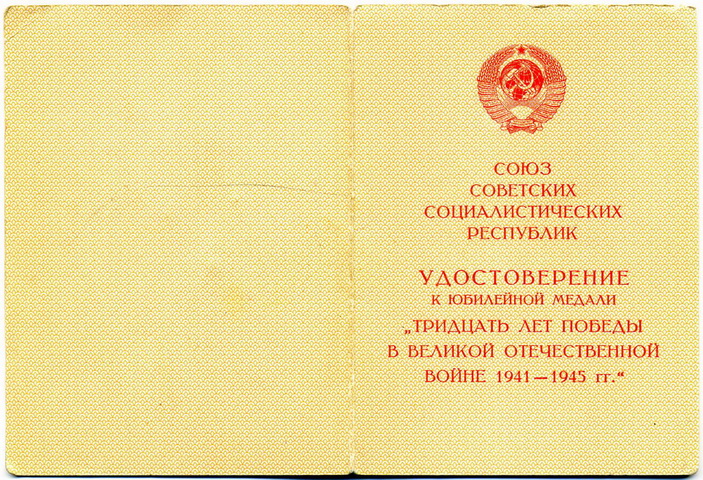 СОЮЗ
СОВЕТСКИХ
СОЦИАЛИСТИЧЕСКИХ
РЕСПУБЛИК
УДОСТОВЕРЕНИЕ
К ЮБИЛЕЙНОЙ МЕДАЛИ
„ТРИДЦАТЬ ЛЕТ ПОБЕДЫ
В ВЕЛИКОЙ ОТЕЧЕСТВЕННОЙ
ВОЙНЕ 1941—1945 гг.“